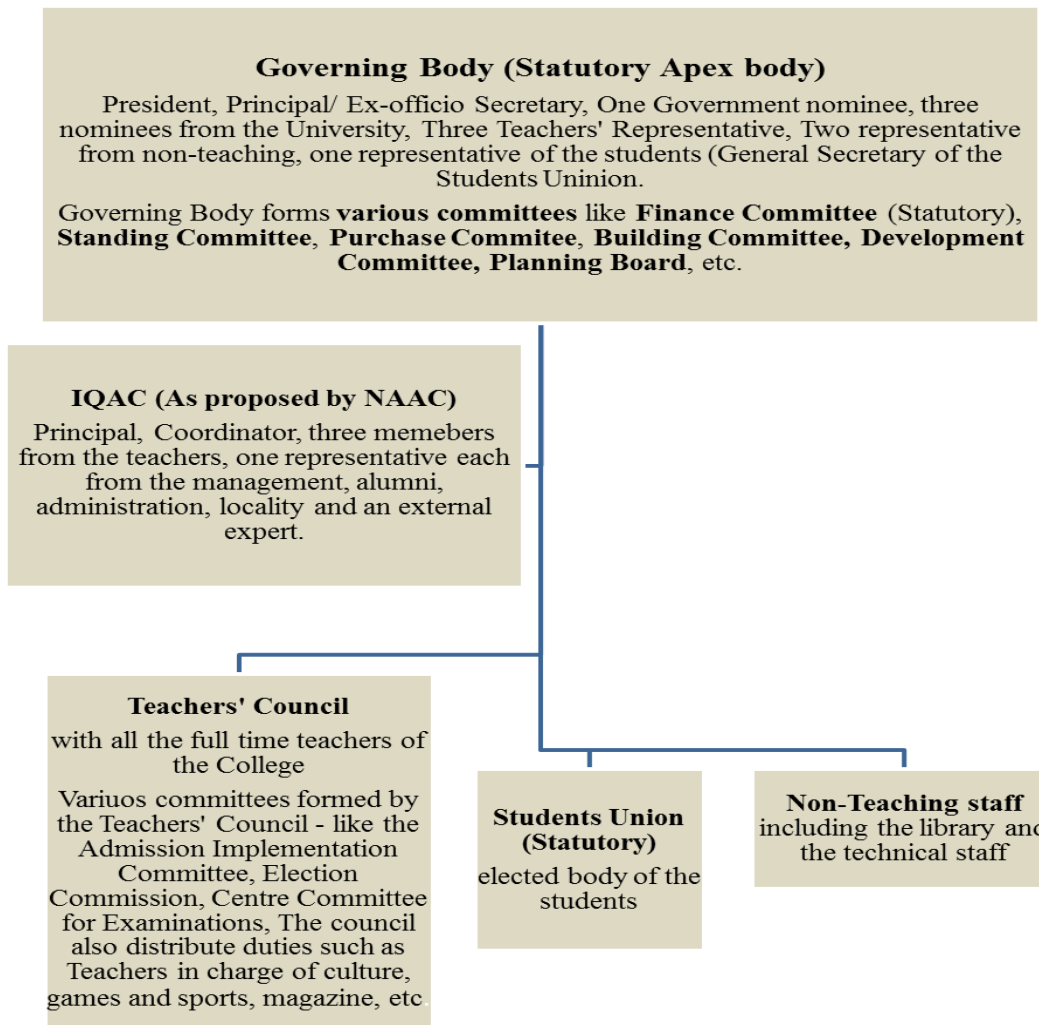 Governing Body (Statutory Apex body)
President, Principal/ Ex-officio Secretary, One Government nominee, three
nominees from the University, Three Teachers' Representative, Two representative
from non-teaching, one representative of the students (General Secretary of the
Students Uninion.
Governing Body forms various committees like Finance Committee (Statutory),
Standing Committee, Purchase Commitee, Building Committee, Development
Committee, Planning Board, etc.
IQAC (As proposed by NAAC)
Principal, Coordinator, three memebers
from the teachers, one representative each
from the management, alumni,
administration, locality and an external
expert.
Teachers' Council
with all the full time teachers of
the College
Variuos committees formed by
the Teachers' Council - like the
Admission Implementation
Committee, Election
Commission, Centre Committee
for Examinations, The council
also distribute duties such as
Teachers in charge of culture,
games and sports, magazine, etc.
Students Union
(Statutory)
elected body of the
students
Non-Teaching staff
including the library and
the technical staff